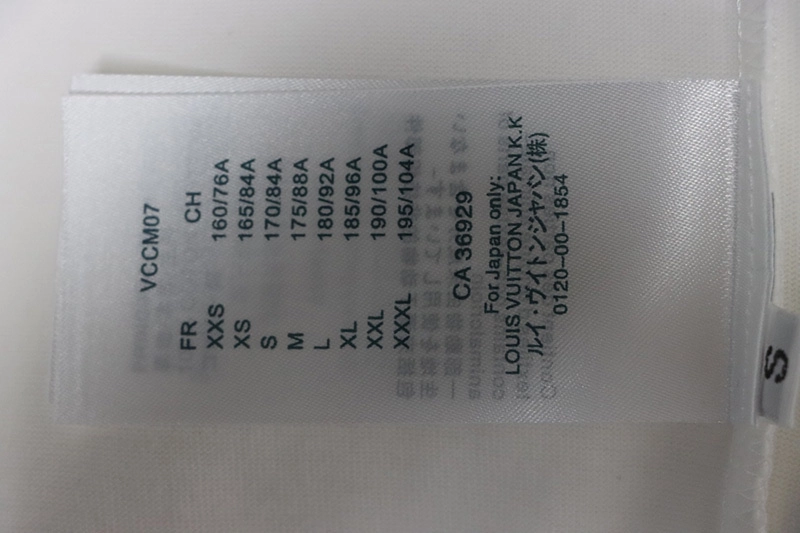 VCCM07
FR CH
XXS 160/76A
XS 165/84A
S 170/84A
M 175/88A
L 180/92A
XL 185/96A
XXL 190/100A
XXXL 195/104A
CA 36929
For Japan only:
LOUIS VUITTON JAPAN K.K
ルイ・ヴィトンジャパン(株)
0120-00-1854
S